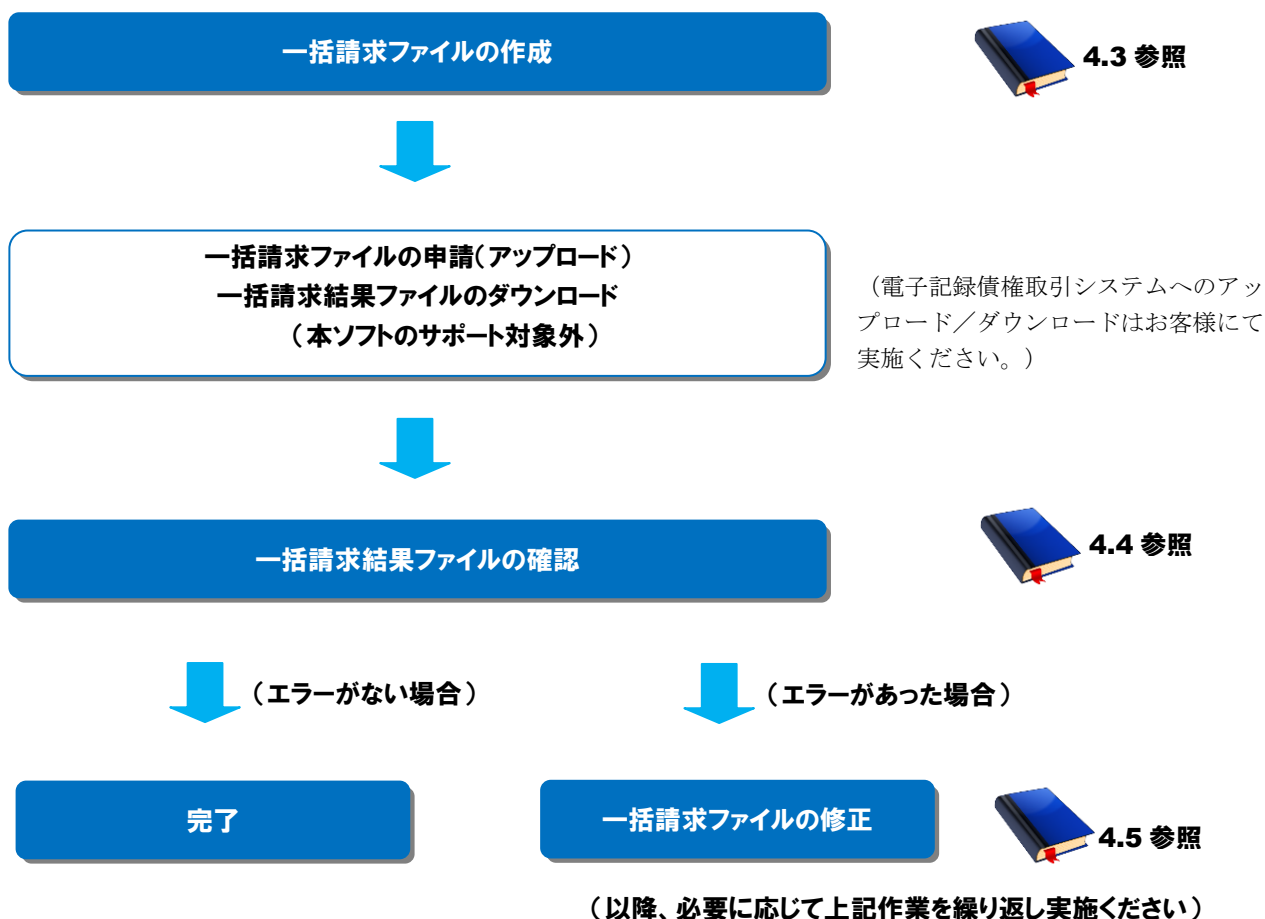 一括請求ファイルの作成
4.3 参照
一括請求ファイルの申請(アップロード)
一括請求結果ファイルのダウンロード
(本ソフトのサポート対象外)
(電子記録債権取引システムへのアッ
プロード/ダウンロードはお客様にて
実施ください。)
一括請求結果ファイルの確認
4.4 参照
(エラーがない場合)
(エラーがあった場合)
完了
一括請求ファイルの修正
4.5 参照
(以降、必要に応じて上記作業を繰り返し実施ください)